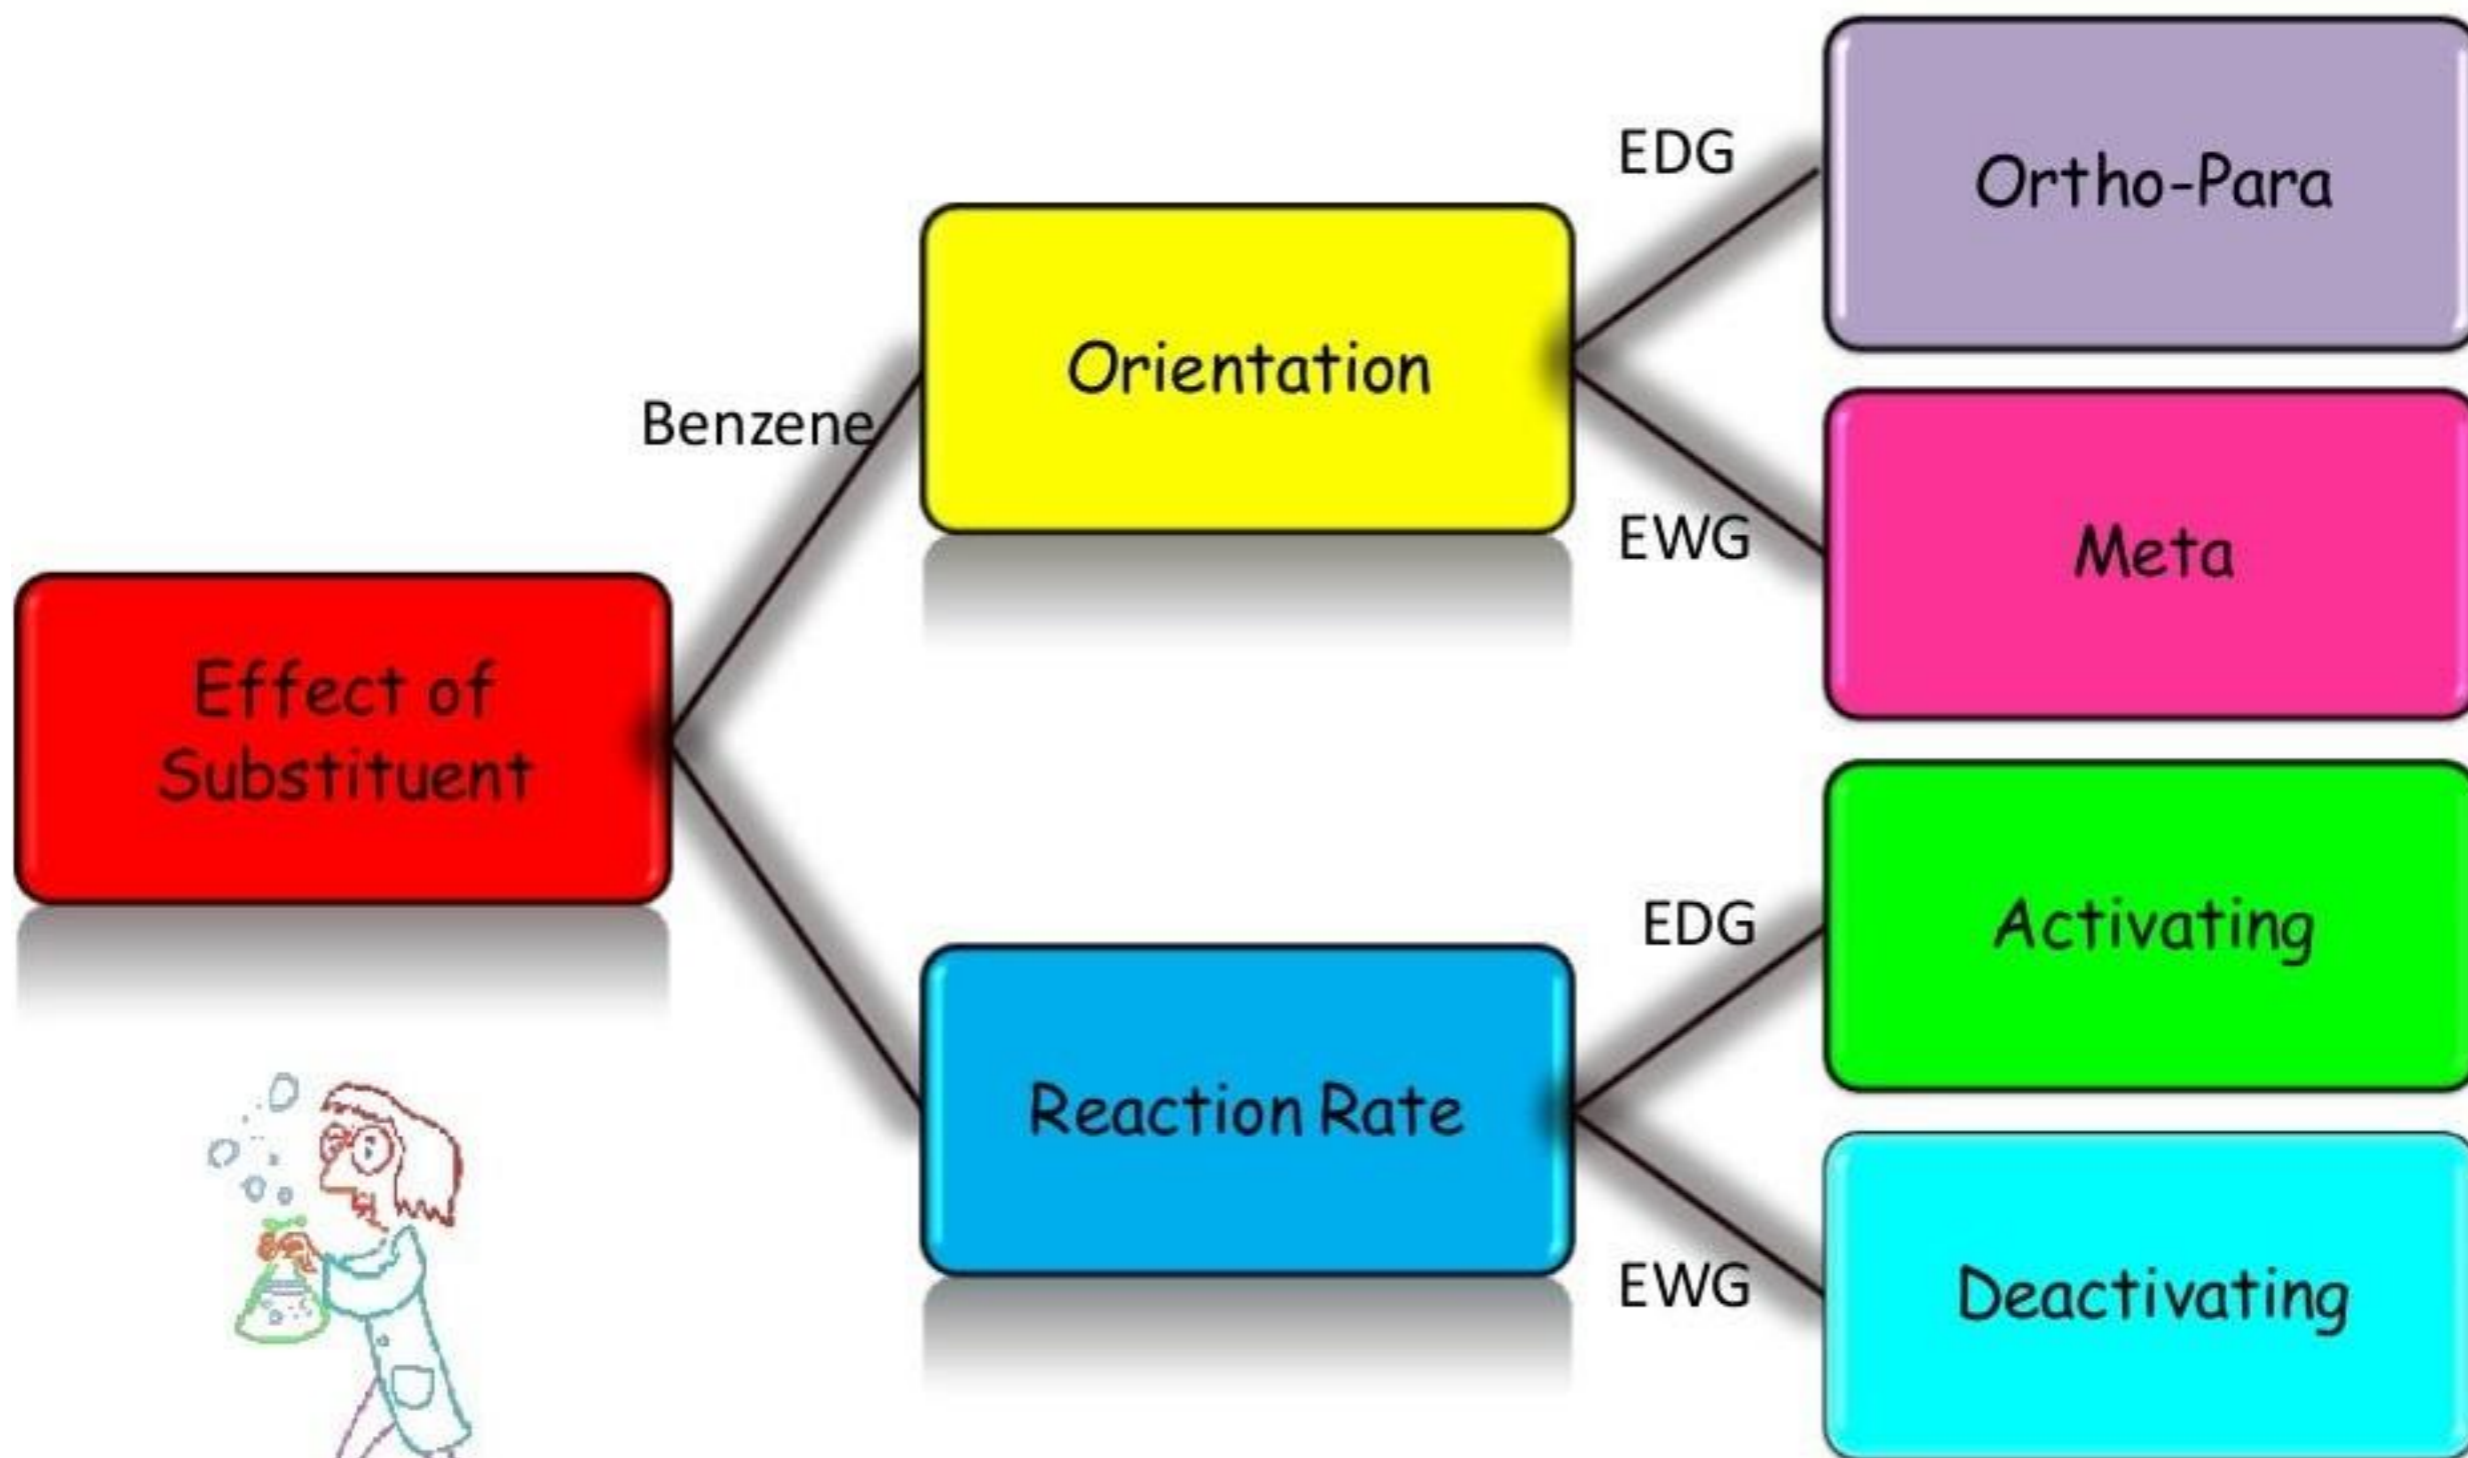 Effect of
Substituent
Benzene
Orientation
EDG
Ortho-Para
EWG
Meta
Reaction Rate
EDG
Activating
EWG
Deactivating